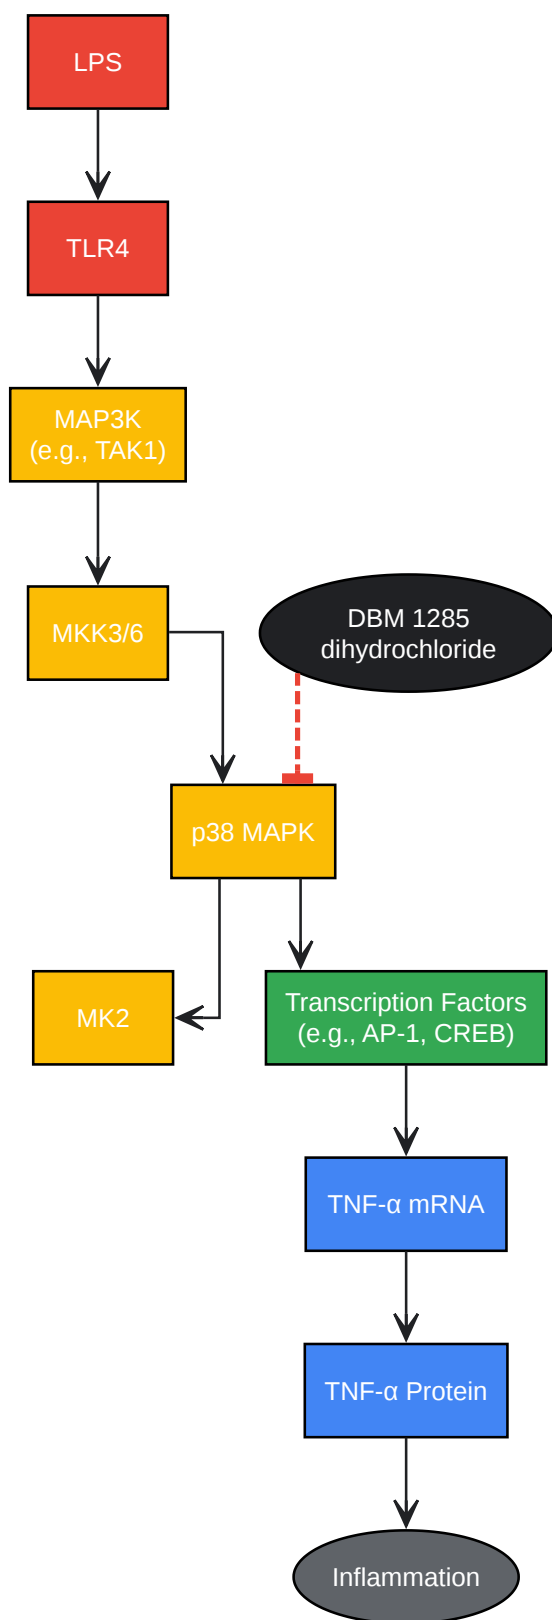 LPS
TLR4
MAP3K
(e.g., TAK1)
MKK3/6
DBM 1285
dihydrochloride
p38 MAPK
MK2
Transcription Factors
(e.g., AP-1, CREB)
TNF-α mRNA
TNF-α Protein
Inflammation